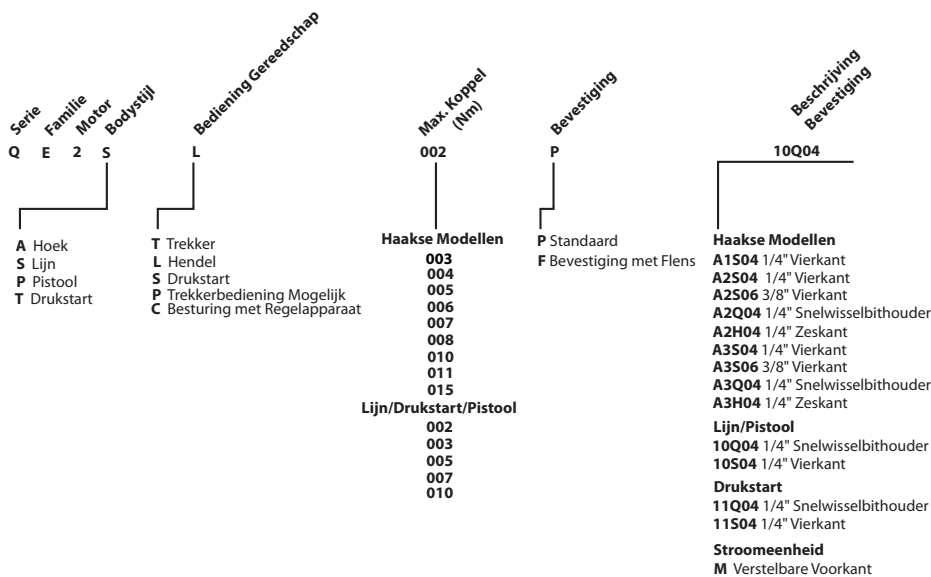 Serie
Familie
Motor
Bodystijl
Bediening Gereedschap
Max. Koppel
(Nm)
Bevestiging
Beschrijving
Bevestiging
Q E 2 S L 002 P 10Q04
A Hoek
S Lijn
P Pistool
T Drukstart
T Trekker
L Hendel
S Drukstart
P Trekkerbediening Mogelijk
C Besturing met Regelapparaat
Haakse Modellen
003
004
005
006
007
008
010
011
015
Lijn/Drukstart/Pistool
002
003
005
007
010
P Standaard
F Bevestiging met Flens
Haakse Modellen
A1S04 1/4" Vierkant
A2S04 1/4" Vierkant
A2S06 3/8" Vierkant
A2Q04 1/4" Snelwisselbithouder
A2H04 1/4" Zeskant
A3S04 1/4" Vierkant
A3S06 3/8" Vierkant
A3Q04 1/4" Snelwisselbithouder
A3H04 1/4" Zeskant
Lijn/Pistool
10Q04 1/4" Snelwisselbithouder
10S04 1/4" Vierkant
Drukstart
11Q04 1/4" Snelwisselbithouder
11S04 1/4" Vierkant
Stroomeenheid
M Verstelbare Voorkant